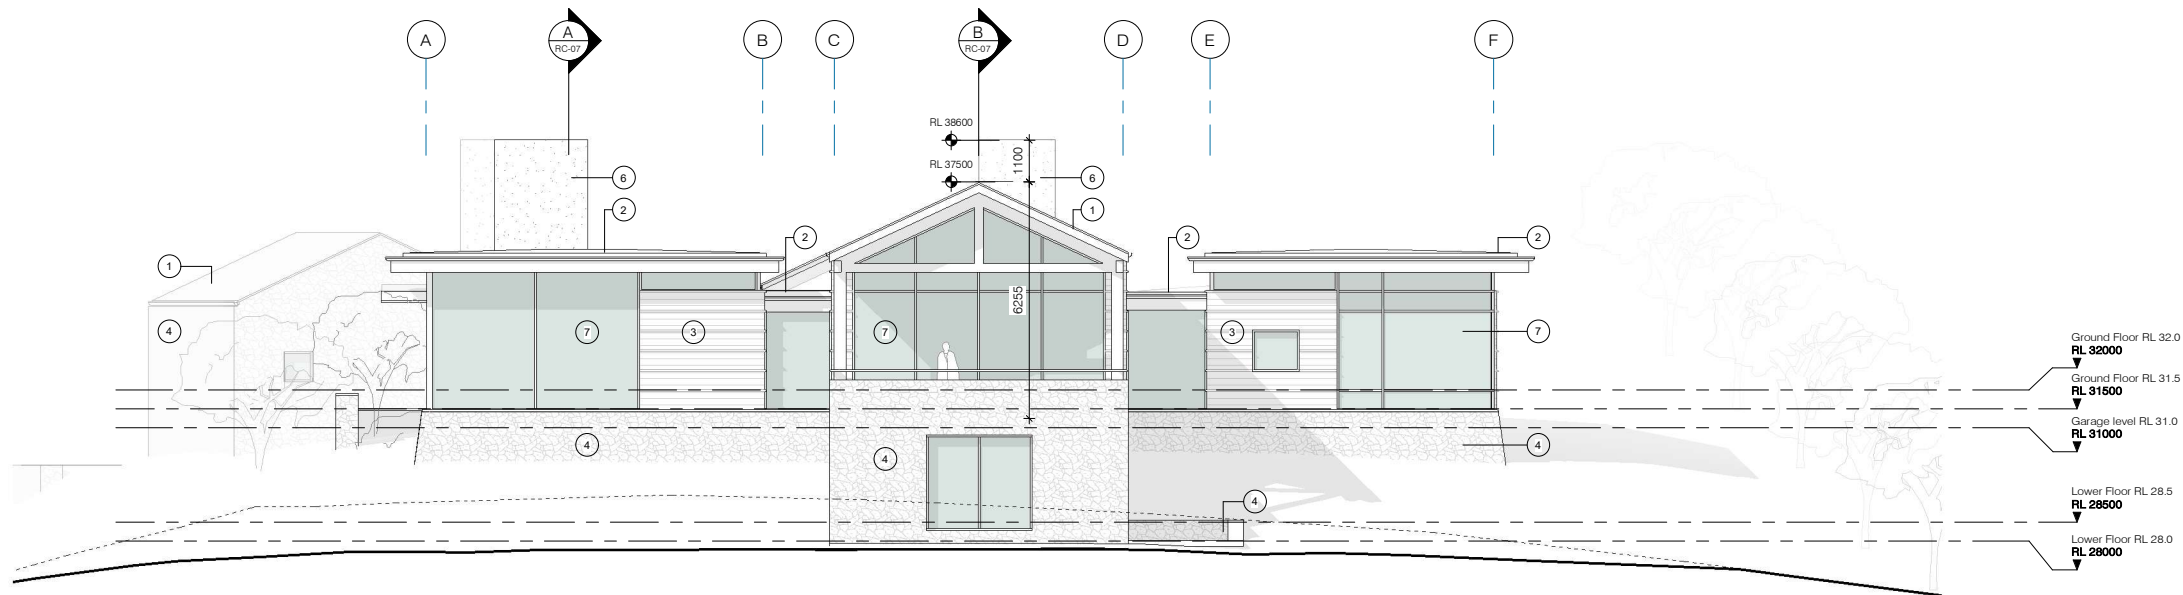 A
A
RC-07
B
C
B
RC-07
D
E
F
RL 38600
RL 37500
1100
6
6
2
1
2
2
2
1
4
7
3
7
3
7
6255
4
4
4
4
Ground Floor RL 32.0
RL 32000
Ground Floor RL 31.5
RL 31500
Garage level RL 31.0
RL 31000
Lower Floor RL 28.5
RL 28500
Lower Floor RL 28.0
RL 28000